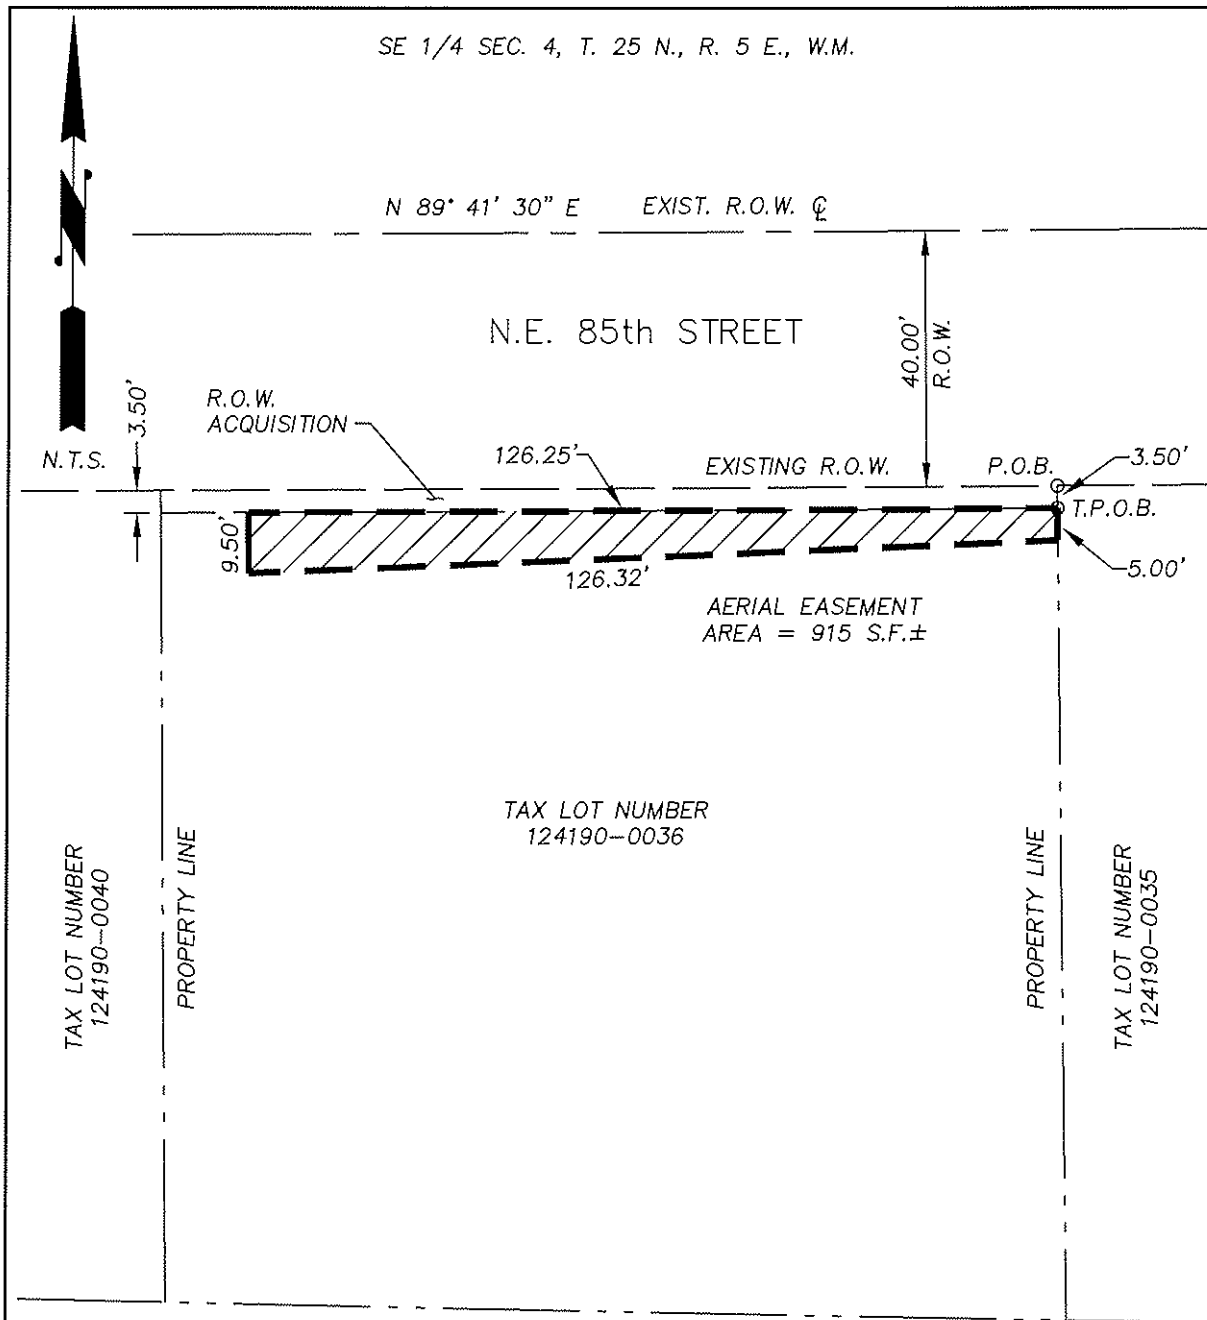 SE 1/4 SEC. 4, T. 25 N., R. 5 E., W.M.
N 89° 41' 30" E EXIST. R.O.W. ℄
N.E. 85th STREET
40.00'
R.O.W.
3.50'
R.O.W.
ACQUISITION
N.T.S.
126.25'
EXISTING R.O.W.
P.O.B.
3.50'
T.P.O.B.
9.50'
126.32'
5.00'
AERIAL EASEMENT
AREA = 915 S.F.±
TAX LOT NUMBER
124190-0036
TAX LOT NUMBER
124190-0040
PROPERTY LINE
PROPERTY LINE
TAX LOT NUMBER
124190-0035